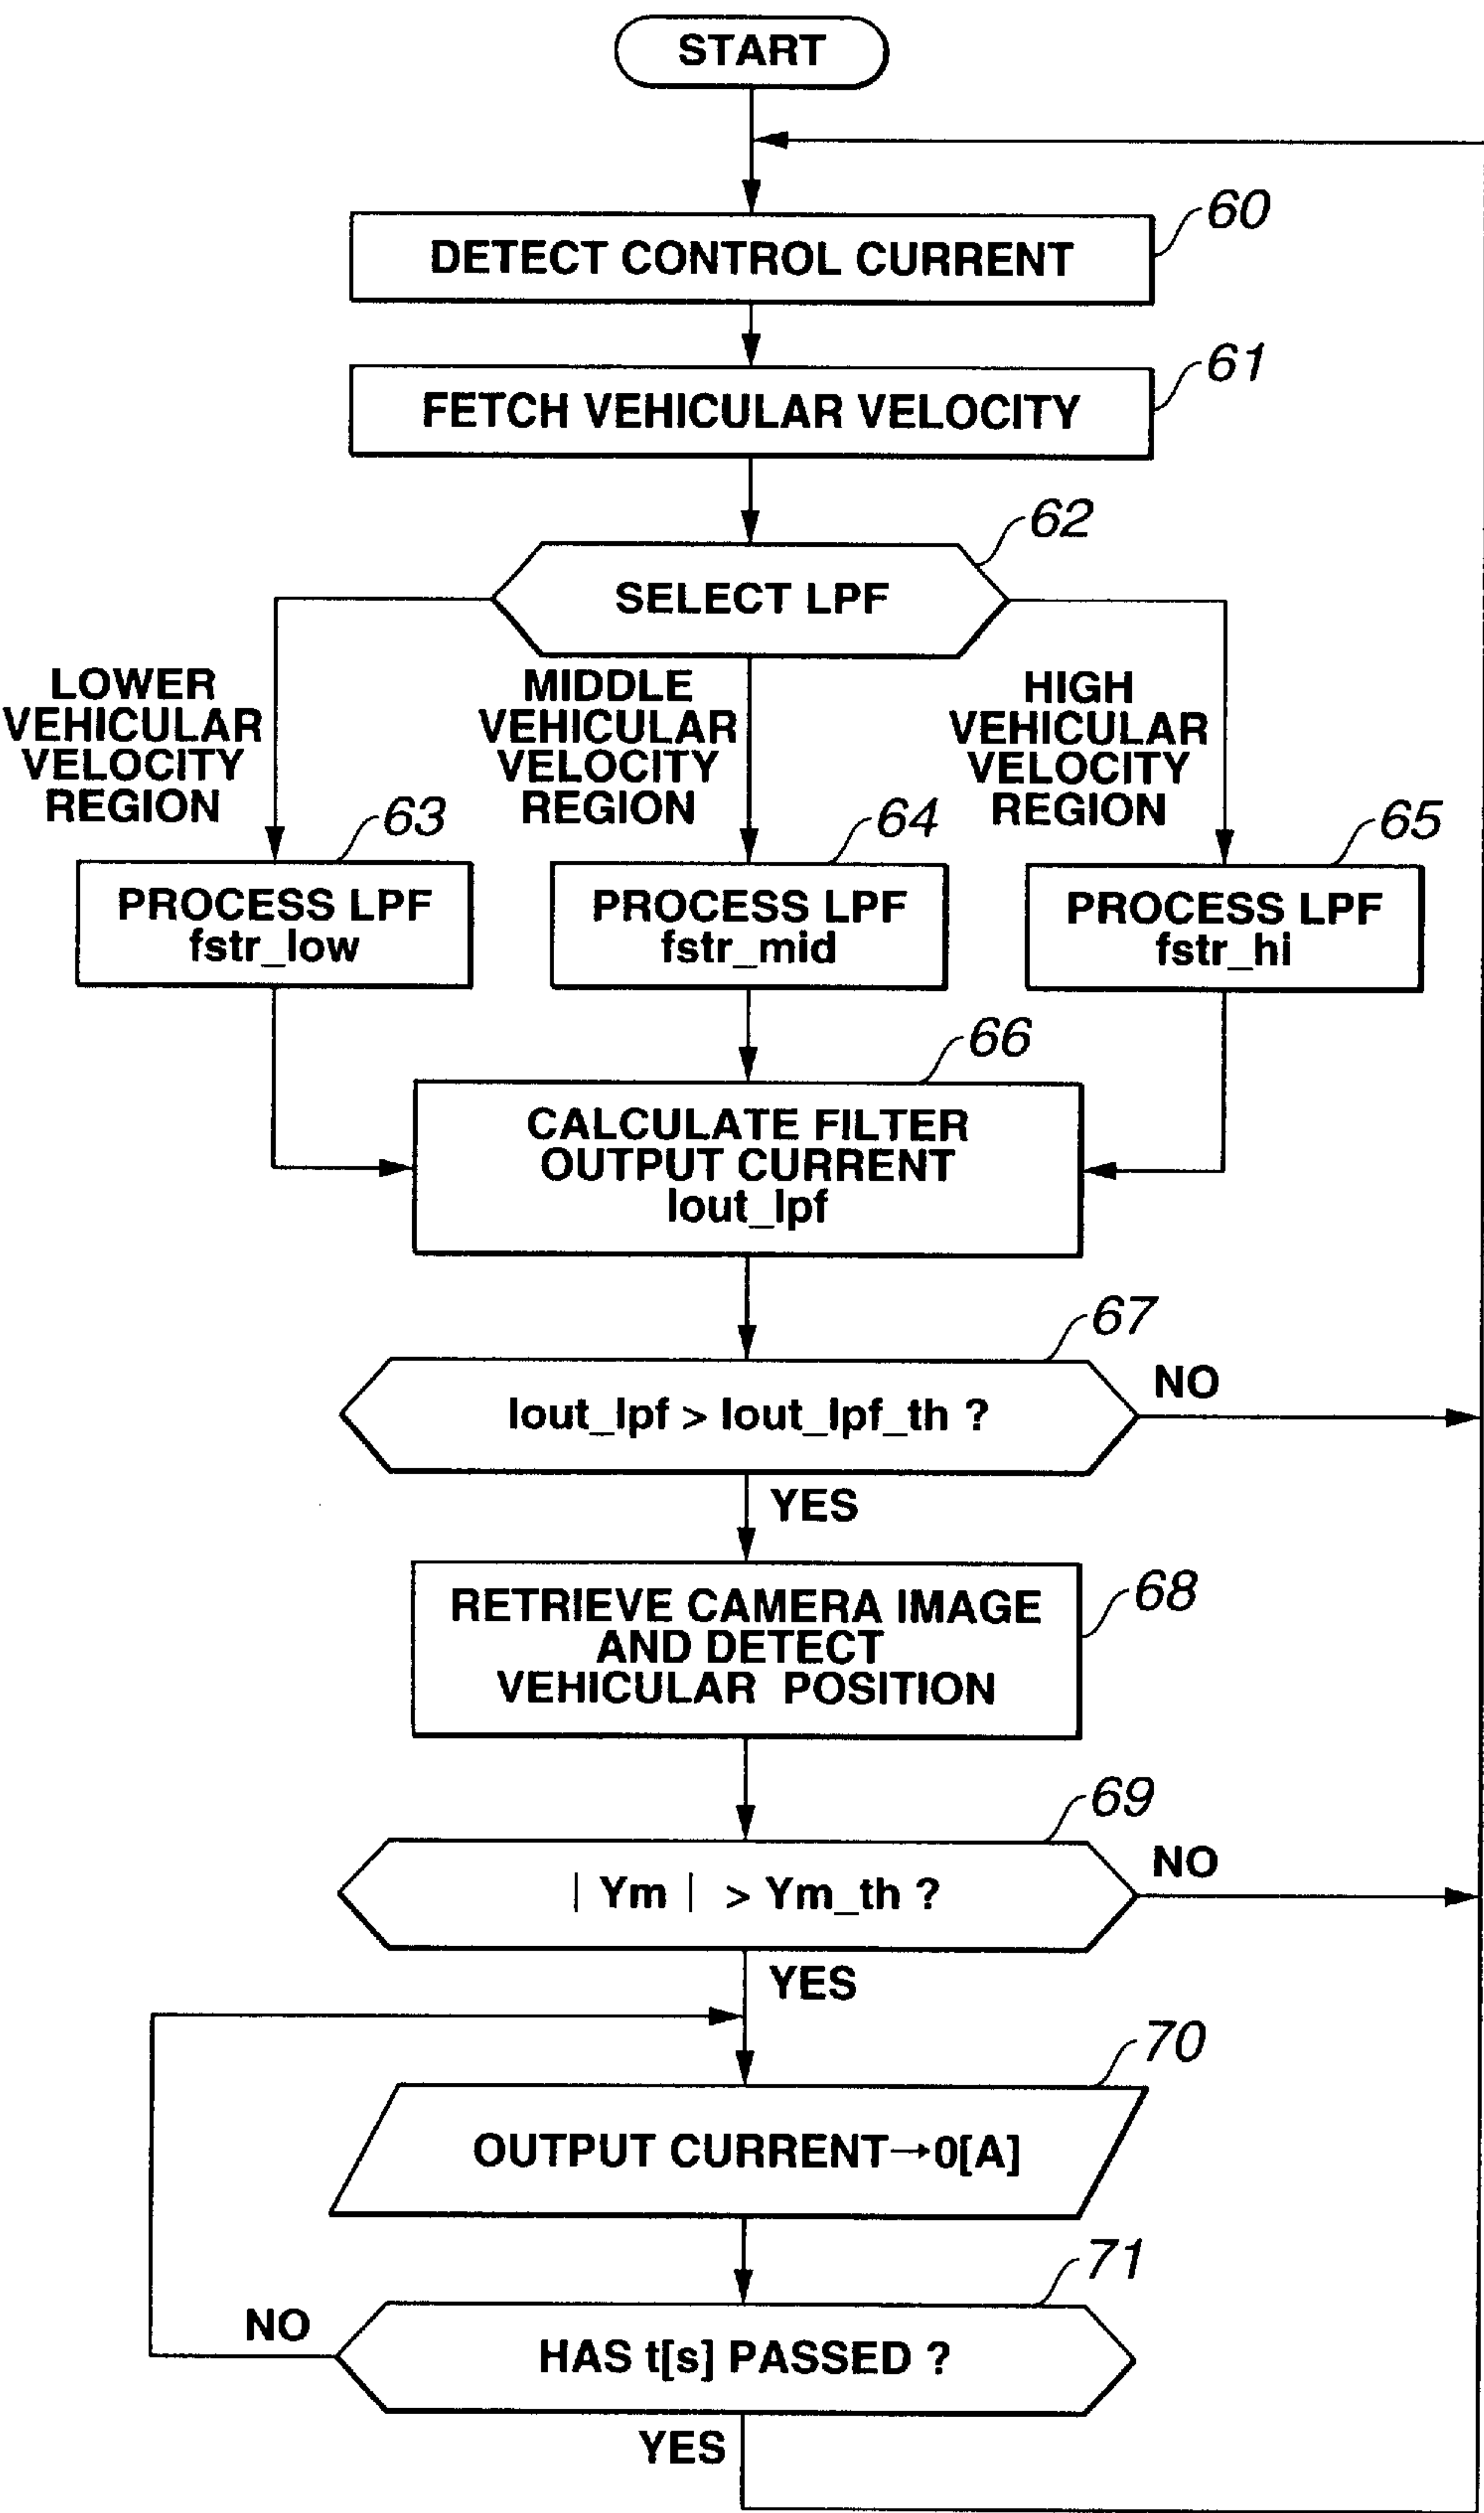 START
60
DETECT CONTROL CURRENT
61
FETCH VEHICULAR VELOCITY
62
SELECT LPF
LOWER
VEHICULAR
VELOCITY
REGION
MIDDLE
VEHICULAR
VELOCITY
REGION
HIGH
VEHICULAR
VELOCITY
REGION
63
PROCESS LPF
fstr_low
64
PROCESS LPF
fstr_mid
65
PROCESS LPF
fstr_hi
66
CALCULATE FILTER
OUTPUT CURRENT
Iout_lpf
67
Iout_lpf > Iout_lpf_th ?
NO
YES
68
RETRIEVE CAMERA IMAGE
AND DETECT
VEHICULAR POSITION
69
| Ym | > Ym_th ?
NO
YES
70
OUTPUT CURRENT→0[A]
71
HAS t[s] PASSED ?
NO
YES